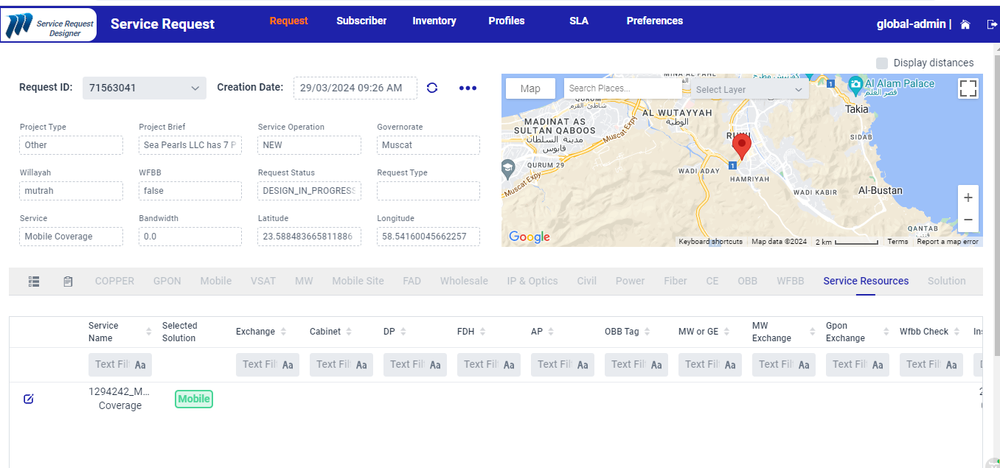 Service Request
Designer
Service Request
Request
Subscriber
Inventory
Profiles
SLA
Preferences
global-admin |
Display distances
Request ID:
71563041
Creation Date:
29/03/2024 09:26 AM
Project Type
Project Brief
Service Operation
Governorate
Other
Sea Pearls LLC has 7 P
NEW
Muscat
Willayah
WFBB
Request Status
Request Type
mutrah
false
DESIGN_IN_PROGRESS
Service
Bandwidth
Latitude
Longitude
Mobile Coverage
0.0
23.588483665811886
58.54160045662257
Map
Search Places...
Select Layer
MINA AL FAHL
1
Al Alam Palace
قصر العلم
Takia
QURUM
شاطئ القرم
AL WUTAYYAH
الوطية
MADINAT AS
SULTAN QABOOS
مدينة السلطان
قابوس
Muscat Expy
SIDAB
QURUM 29
1
WADI ADAY
HAMRIYAH
Muscat Expy
WADI KABIR
Al-Bustan
QANTAB
قنتب
Google
Keyboard shortcuts
Map data ©2024
2 km
Terms
Report a map error
COPPER
GPON
Mobile
VSAT
MW
Mobile Site
FAD
Wholesale
IP & Optics
Civil
Power
Fiber
CE
OBB
WFBB
Service Resources
Solution
Service
Name
Selected
Solution
Exchange
Cabinet
DP
FDH
AP
OBB Tag
MW or GE
MW
Exchange
Gpon
Exchange
Wfbb Check
Text Filt Aa
Text Filt Aa
Text Filt Aa
Text Filt Aa
Text Filt Aa
Text Filt Aa
Text Filt Aa
Text Filt Aa
Text Filt Aa
Text Filt Aa
Text Filt Aa
1294242_M...
Coverage
Mobile